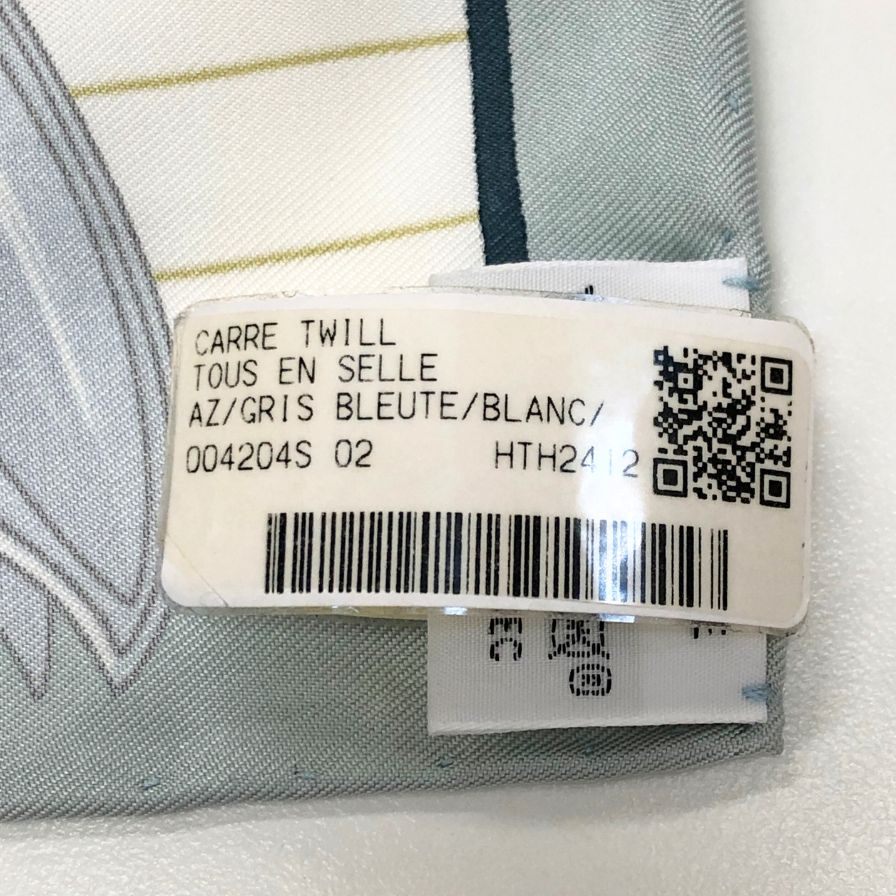 CARRE TWILL
TOUS EN SELLE
AZ/GRIS BLEUTE/BLANC/
004204S 02 HTH2412